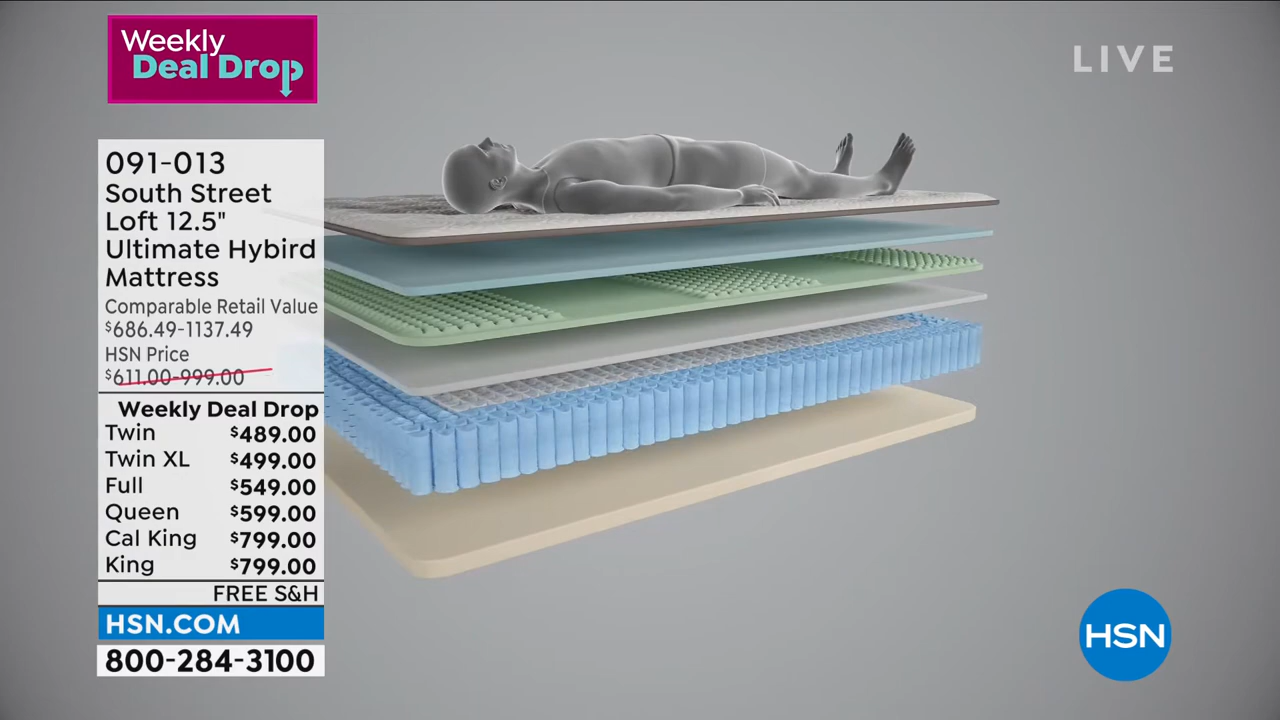 Weekly
Deal Drop
LIVE
091-013
South Street
Loft 12.5"
Ultimate Hybird
Mattress
Comparable Retail Value
$686.49-1137.49
HSN Price
$611.00-999.00
Weekly Deal Drop
Twin $489.00
Twin XL $499.00
Full $549.00
Queen $599.00
Cal King $799.00
King $799.00
FREE S&H
HSN.COM
800-284-3100
HSN